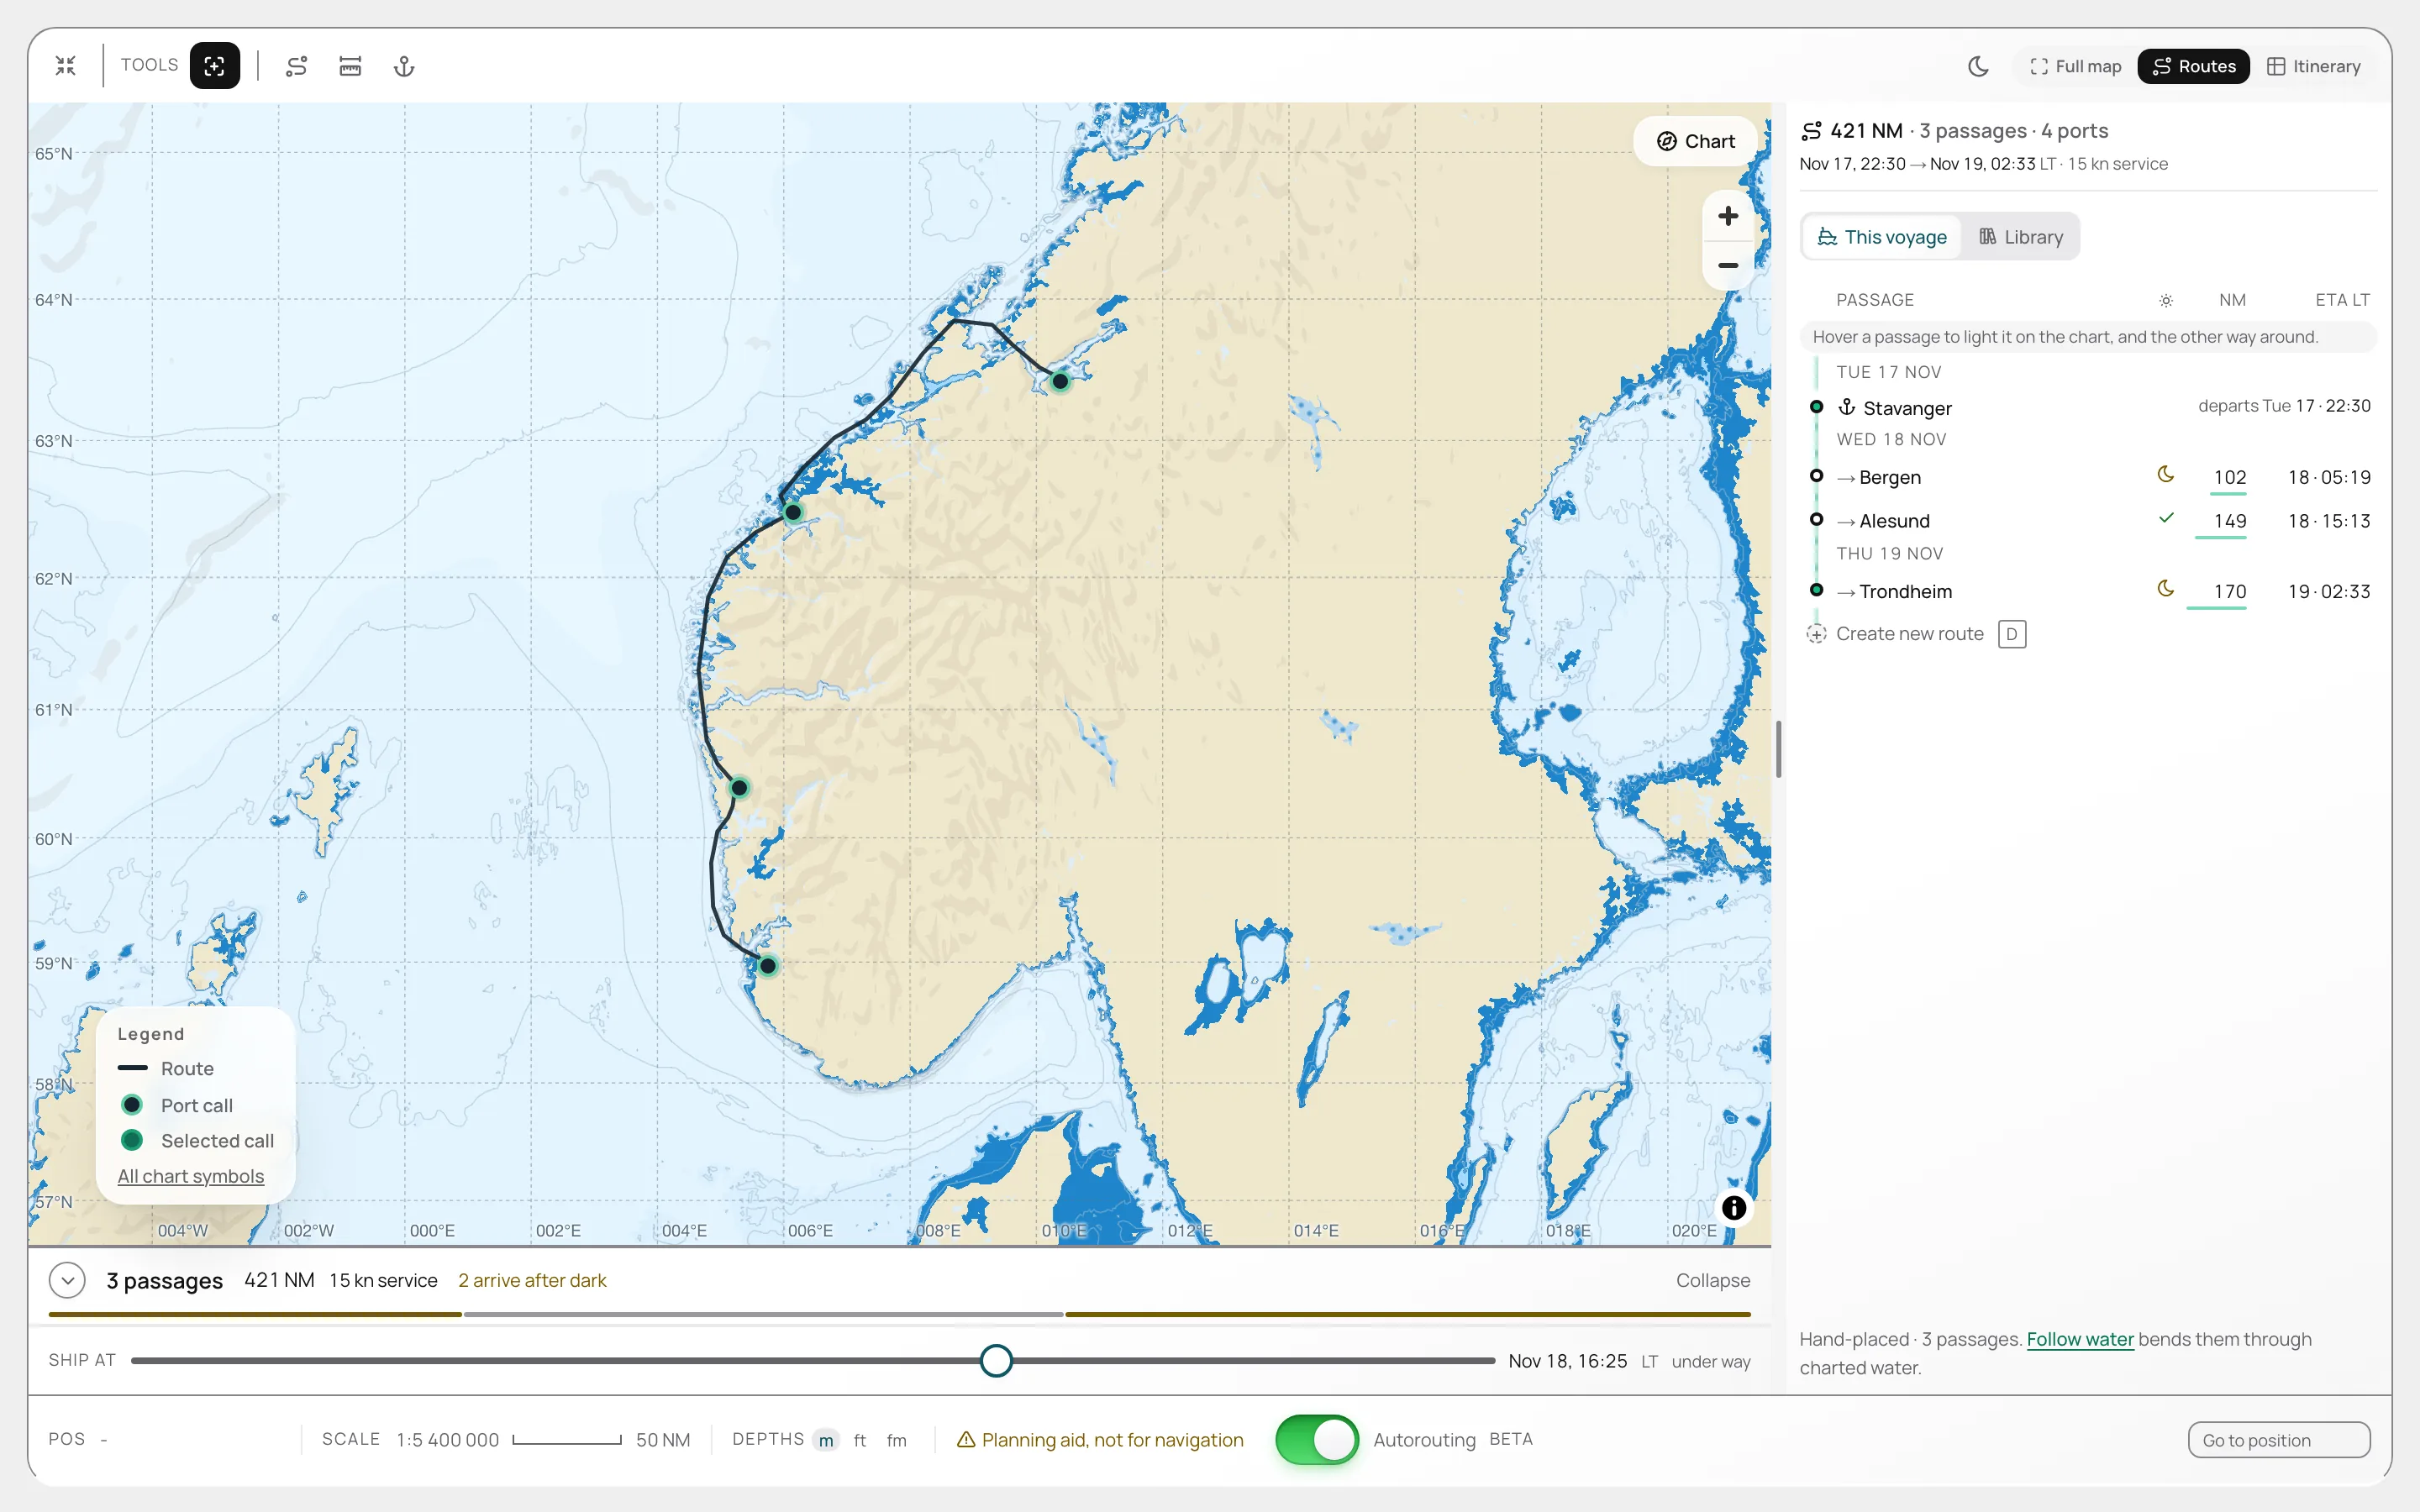 TOOLS
Full map
Routes
Itinerary
65°N
64°N
63°N
62°N
61°N
60°N
59°N
58°N
57°N
Chart
Legend
Route
Port call
Selected call
All chart symbols
004°W 002°W 000°E 002°E 004°E 006°E 008°E 010°E 012°E 014°E 016°E 018°E 020°E
421 NM · 3 passages · 4 ports
Nov 17, 22:30 → Nov 19, 02:33 LT · 15 kn service
This voyage
Library
PASSAGE NM ETA LT
Hover a passage to light it on the chart, and the other way around.
TUE 17 NOV
Stavanger departs Tue 17 · 22:30
WED 18 NOV
→ Bergen 102 18 · 05:19
→ Alesund 149 18 · 15:13
THU 19 NOV
→ Trondheim 170 19 · 02:33
Create new route D
Hand-placed · 3 passages. Follow water bends them through
charted water.
3 passages 421 NM 15 kn service 2 arrive after dark Collapse
SHIP AT Nov 18, 16:25 LT under way
POS - SCALE 1:5 400 000 50 NM DEPTHS m ft fm Planning aid, not for navigation Autorouting BETA Go to position